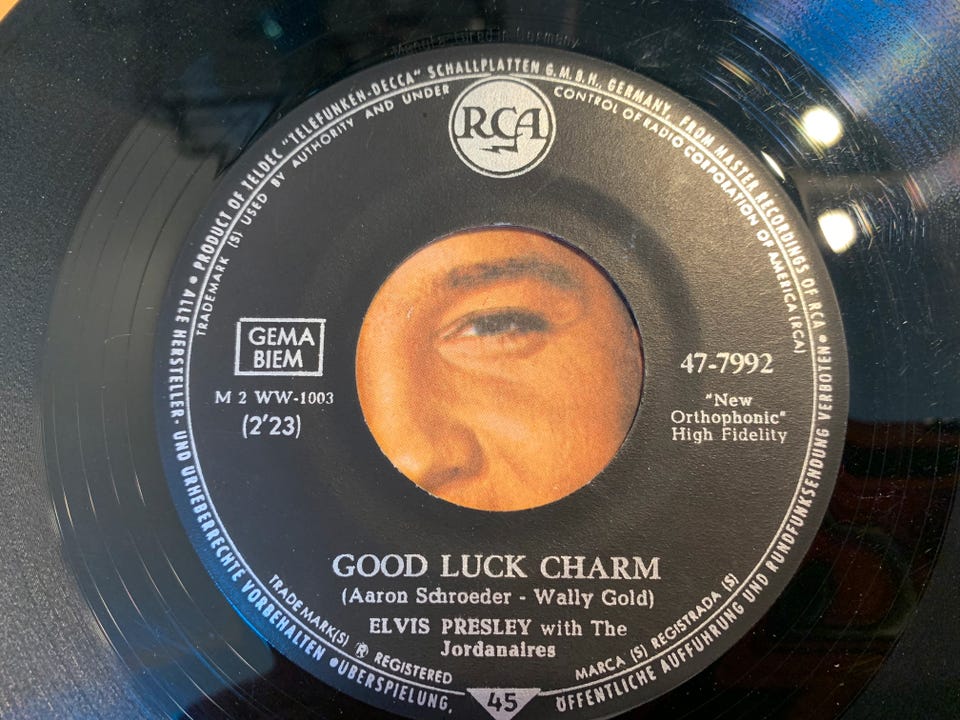 • PRODUCT OF TELDEC "TELEFUNKEN-DECCA" SCHALLPLATTEN G.M.B.H. GERMANY, FROM MASTER RECORDINGS OF RCA •
TRADEMARK (S) USED BY AUTHORITY AND UNDER CONTROL OF RADIO CORPORATION OF AMERICA (RCA)
RCA
GEMA
BIEM
M 2 WW-1003
(2'23)
47-7992
"New
Orthophonic"
High Fidelity
GOOD LUCK CHARM
(Aaron Schroeder - Wally Gold)
ELVIS PRESLEY with The
Jordanaires
TRADEMARK(S) ® REGISTERED
MARCA (S) REGISTRADA (S)
45
ALLE HERSTELLER- UND URHEBERRECHTE VORBEHALTEN • ÜBERSPIELUNG, ÖFFENTLICHE AUFFÜHRUNG UND RUNDFUNKSENDUNG VERBOTEN